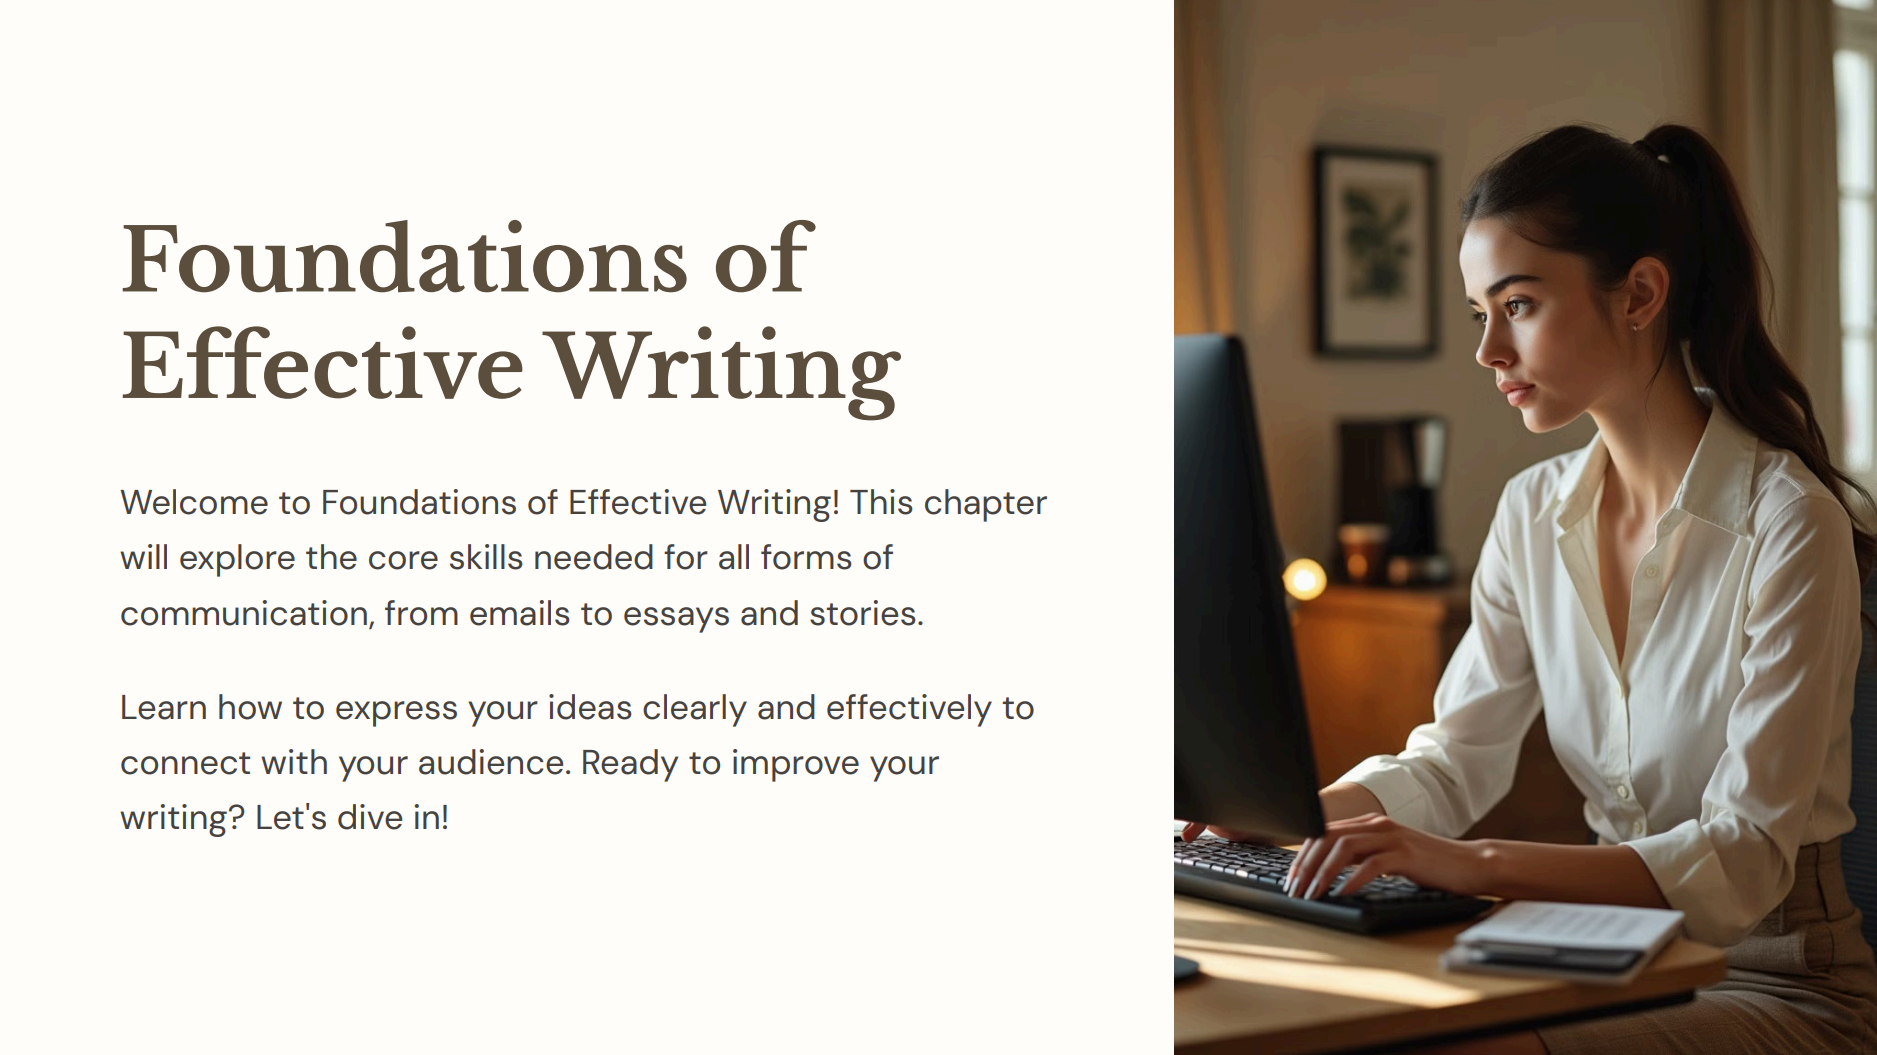 Foundations of
Effective Writing
Welcome to Foundations of Effective Writing! This chapter
will explore the core skills needed for all forms of
communication, from emails to essays and stories.
Learn how to express your ideas clearly and effectively to
connect with your audience. Ready to improve your
writing? Let's dive in!